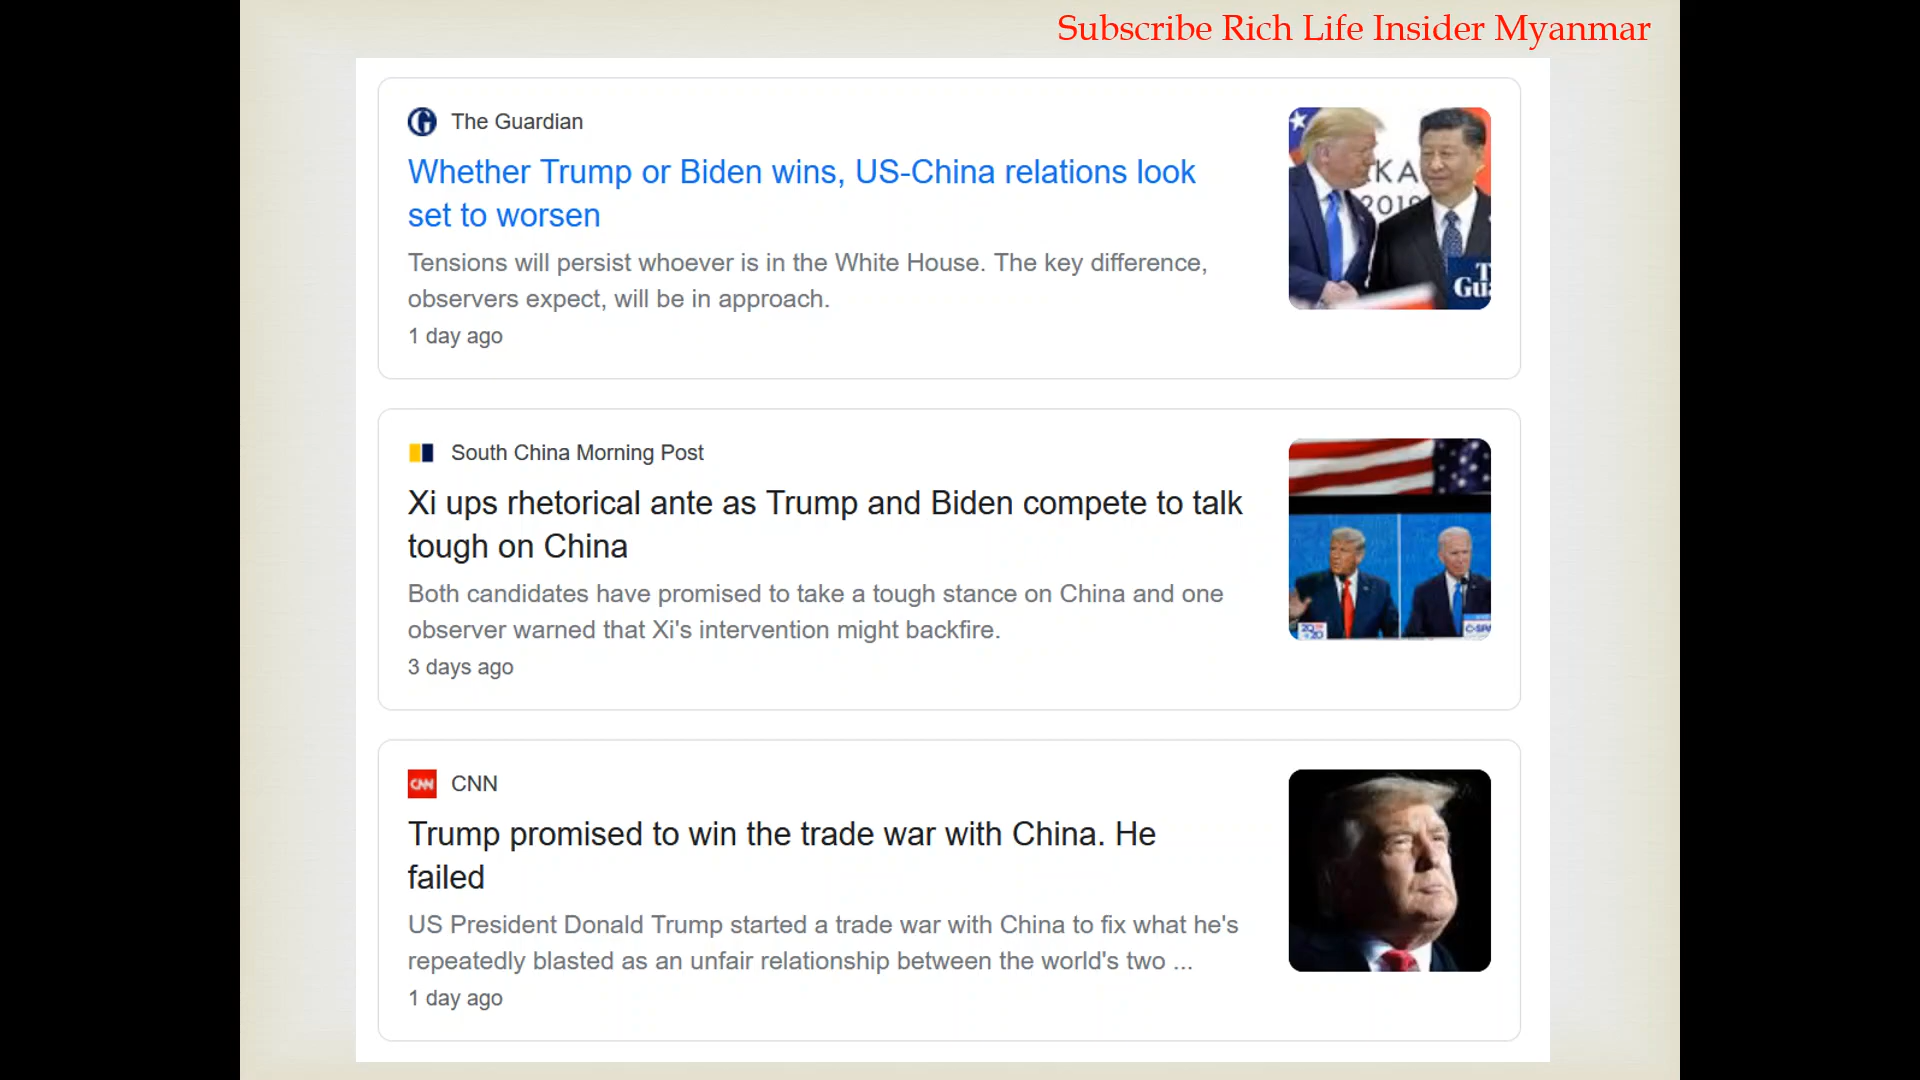 Subscribe Rich Life Insider Myanmar
The Guardian
Whether Trump or Biden wins, US-China relations look
set to worsen
Tensions will persist whoever is in the White House. The key difference,
observers expect, will be in approach.
1 day ago
KA
2019
South China Morning Post
Xi ups rhetorical ante as Trump and Biden compete to talk
tough on China
Both candidates have promised to take a tough stance on China and one
observer warned that Xi's intervention might backfire.
3 days ago
CNN
CNN
Trump promised to win the trade war with China. He
failed
US President Donald Trump started a trade war with China to fix what he's
repeatedly blasted as an unfair relationship between the world's two ...
1 day ago